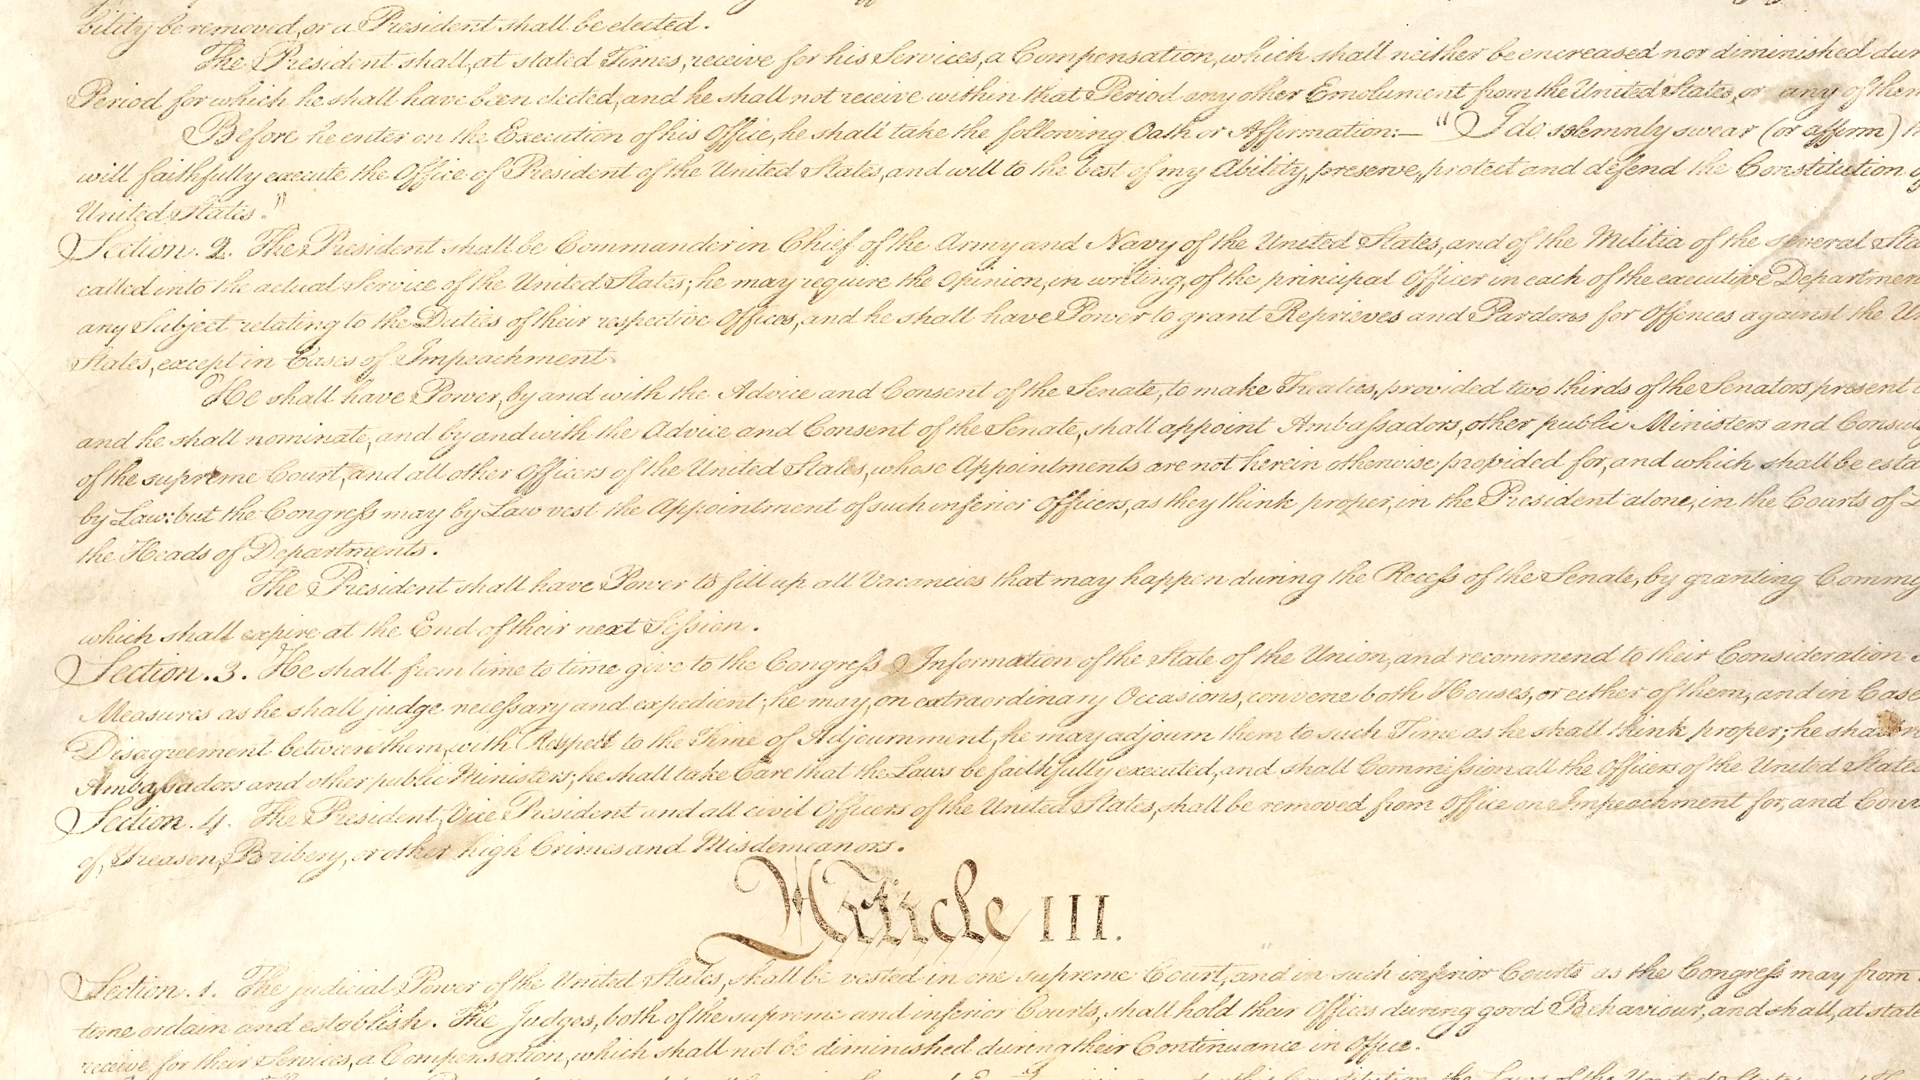 bility be removed, or a President shall be elected.
The President shall, at stated Times, receive for his Services, a Compensation, which shall neither be encreased nor diminished dur
Period for which he shall have been elected, and he shall not receive within that Period any other Emolument from the United States, or any of them
Before he enter on the Execution of his Office, he shall take the following Oath or Affirmation:— "I do solemnly swear (or affirm) th
will faithfully execute the Office of President of the United States, and will to the best of my Ability, preserve, protect and defend the Constitution of
United States."
Section. 2. The President shall be Commander in Chief of the Army and Navy of the United States, and of the Militia of the several Sta
called into the actual Service of the United States; he may require the Opinion, in writing, of the principal Officer in each of the executive Departmen
any Subject relating to the Duties of their respective Offices, and he shall have Power to grant Reprieves and Pardons for Offences against the Un
States, except in Cases of Impeachment.
He shall have Power, by and with the Advice and Consent of the Senate, to make Treaties, provided two thirds of the Senators present c
and he shall nominate, and by and with the Advice and Consent of the Senate, shall appoint Ambassadors, other public Ministers and Consuls
of the supreme Court, and all other Officers of the United States, whose Appointments are not herein otherwise provided for, and which shall be esta
by Law: but the Congress may by Law vest the Appointment of such inferior Officers, as they think proper, in the President alone, in the Courts of L
the Heads of Departments.
The President shall have Power to fill up all Vacancies that may happen during the Recess of the Senate, by granting Commis
which shall expire at the End of their next Session.
Section. 3. He shall from time to time give to the Congress Information of the State of the Union, and recommend to their Consideration s
Measures as he shall judge necessary and expedient; he may, on extraordinary Occasions, convene both Houses, or either of them, and in Case
Disagreement between them, with Respect to the Time of Adjournment, he may adjourn them to such Time as he shall think proper; he shall
Ambassadors and other public Ministers; he shall take Care that the Laws be faithfully executed, and shall Commission all the Officers of the United States
Section. 4. The President, Vice President and all civil Officers of the United States, shall be removed from Office on Impeachment for, and Conv
of, Treason, Bribery, or other high Crimes and Misdemeanors.
Article III.
Section. 1. The judicial Power of the United States, shall be vested in one supreme Court, and in such inferior Courts as the Congress may from
time ordain and establish. The Judges, both of the supreme and inferior Courts, shall hold their Offices during good Behaviour, and shall, at state
receive for their Services, a Compensation, which shall not be diminished during their Continuance in Office.